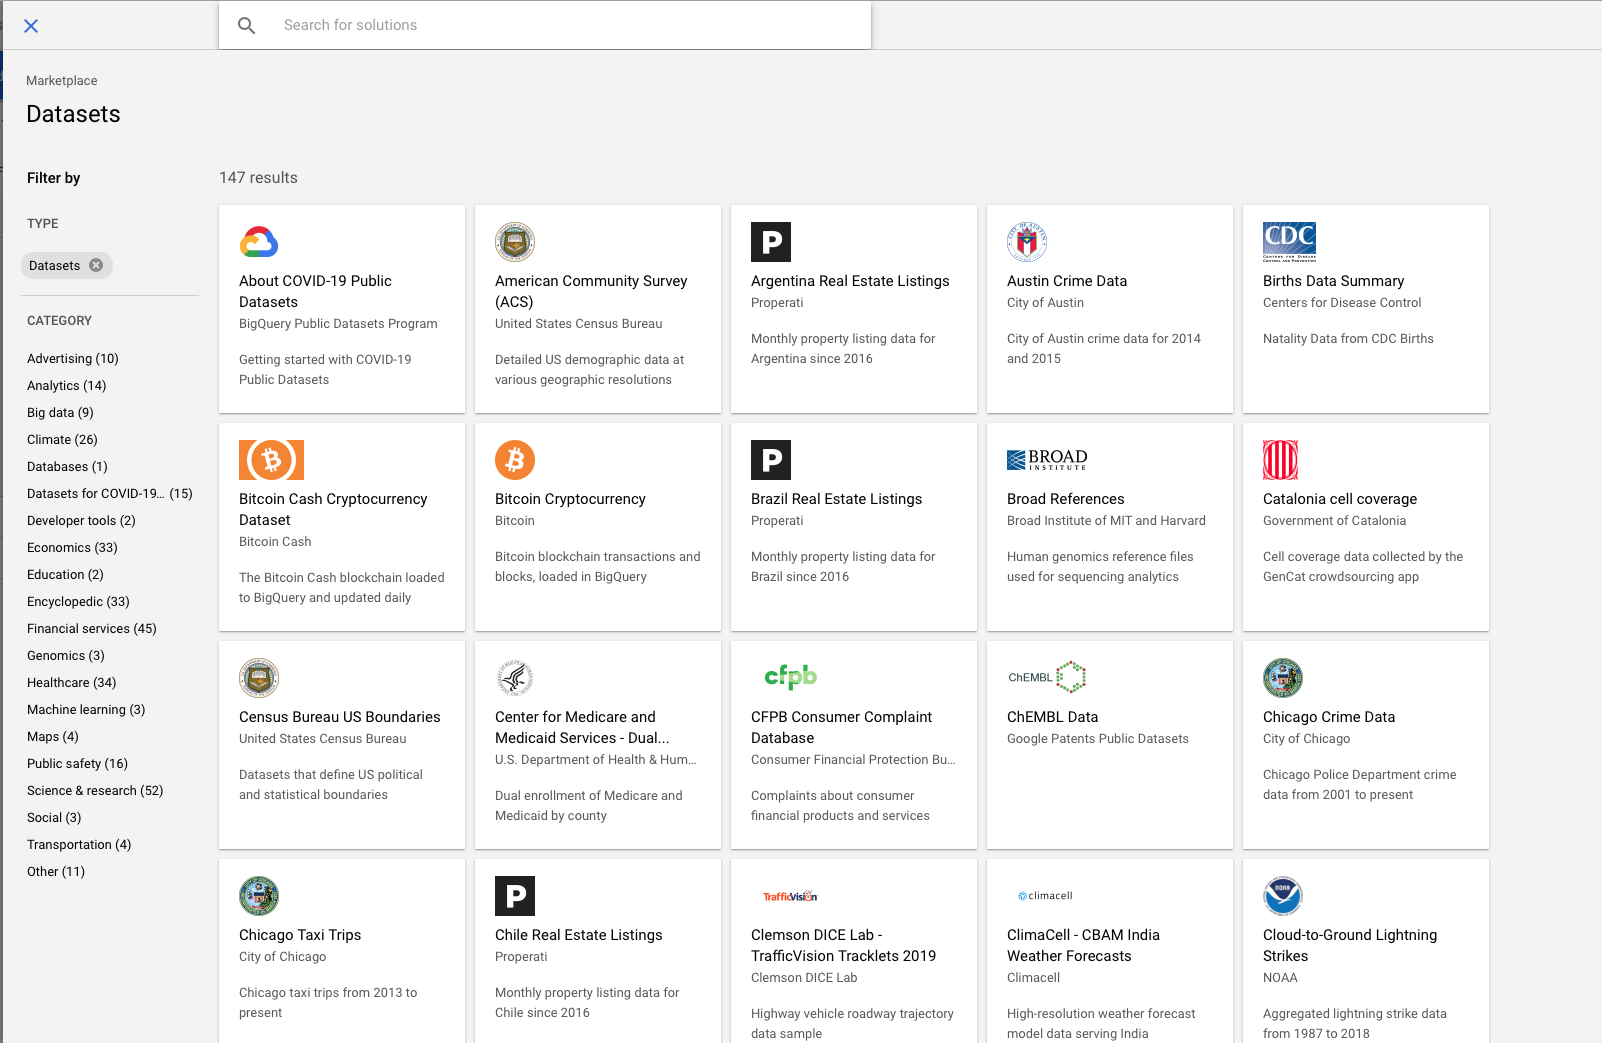 Search for solutions
Marketplace
Datasets
Filter by
TYPE
Datasets
CATEGORY
Advertising (10)
Analytics (14)
Big data (9)
Climate (26)
Databases (1)
Datasets for COVID-19… (15)
Developer tools (2)
Economics (33)
Education (2)
Encyclopedic (33)
Financial services (45)
Genomics (3)
Healthcare (34)
Machine learning (3)
Maps (4)
Public safety (16)
Science & research (52)
Social (3)
Transportation (4)
Other (11)
147 results
About COVID-19 Public
Datasets
BigQuery Public Datasets Program
Getting started with COVID-19
Public Datasets
American Community Survey
(ACS)
United States Census Bureau
Detailed US demographic data at
various geographic resolutions
P
Argentina Real Estate Listings
Properati
Monthly property listing data for
Argentina since 2016
CITY OF AUSTIN
Austin Crime Data
City of Austin
City of Austin crime data for 2014
and 2015
CDC
CENTERS FOR DISEASE
CONTROL AND PREVENTION
Births Data Summary
Centers for Disease Control
Natality Data from CDC Births
Bitcoin Cash Cryptocurrency
Dataset
Bitcoin Cash
The Bitcoin Cash blockchain loaded
to BigQuery and updated daily
Bitcoin Cryptocurrency
Bitcoin
Bitcoin blockchain transactions and
blocks, loaded in BigQuery
P
Brazil Real Estate Listings
Properati
Monthly property listing data for
Brazil since 2016
BROAD
INSTITUTE
Broad References
Broad Institute of MIT and Harvard
Human genomics reference files
used for sequencing analytics
Catalonia cell coverage
Government of Catalonia
Cell coverage data collected by the
GenCat crowdsourcing app
Census Bureau US Boundaries
United States Census Bureau
Datasets that define US political
and statistical boundaries
Center for Medicare and
Medicaid Services - Dual...
U.S. Department of Health & Hum…
Dual enrollment of Medicare and
Medicaid by county
cfpb
CFPB Consumer Complaint
Database
Consumer Financial Protection Bu…
Complaints about consumer
financial products and services
ChEMBL
ChEMBL Data
Google Patents Public Datasets
Chicago Crime Data
City of Chicago
Chicago Police Department crime
data from 2001 to present
Chicago Taxi Trips
City of Chicago
Chicago taxi trips from 2013 to
present
P
Chile Real Estate Listings
Properati
Monthly property listing data for
Chile since 2016
TrafficVision
Clemson DICE Lab -
TrafficVision Tracklets 2019
Clemson DICE Lab
Highway vehicle roadway trajectory
data sample
climacell
ClimaCell - CBAM India
Weather Forecasts
Climacell
High-resolution weather forecast
model data serving India
NOAA
Cloud-to-Ground Lightning
Strikes
NOAA
Aggregated lightning strike data
from 1987 to 2018